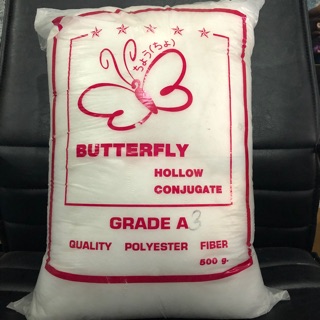 ちょう(ちょ)
BUTTERFLY
HOLLOW
CONJUGATE
GRADE A3
QUALITY POLYESTER FIBER
500 g.